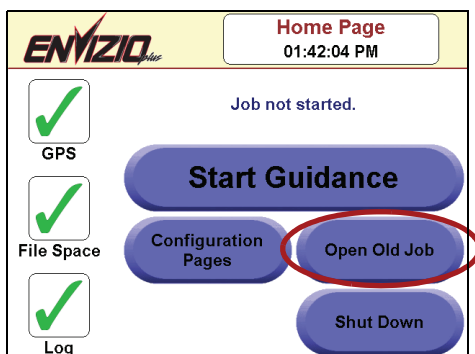 ENVIZIO plus
Home Page
01:42:04 PM
Job not started.
GPS
Start Guidance
File Space
Configuration
Pages
Open Old Job
Shut Down
Log